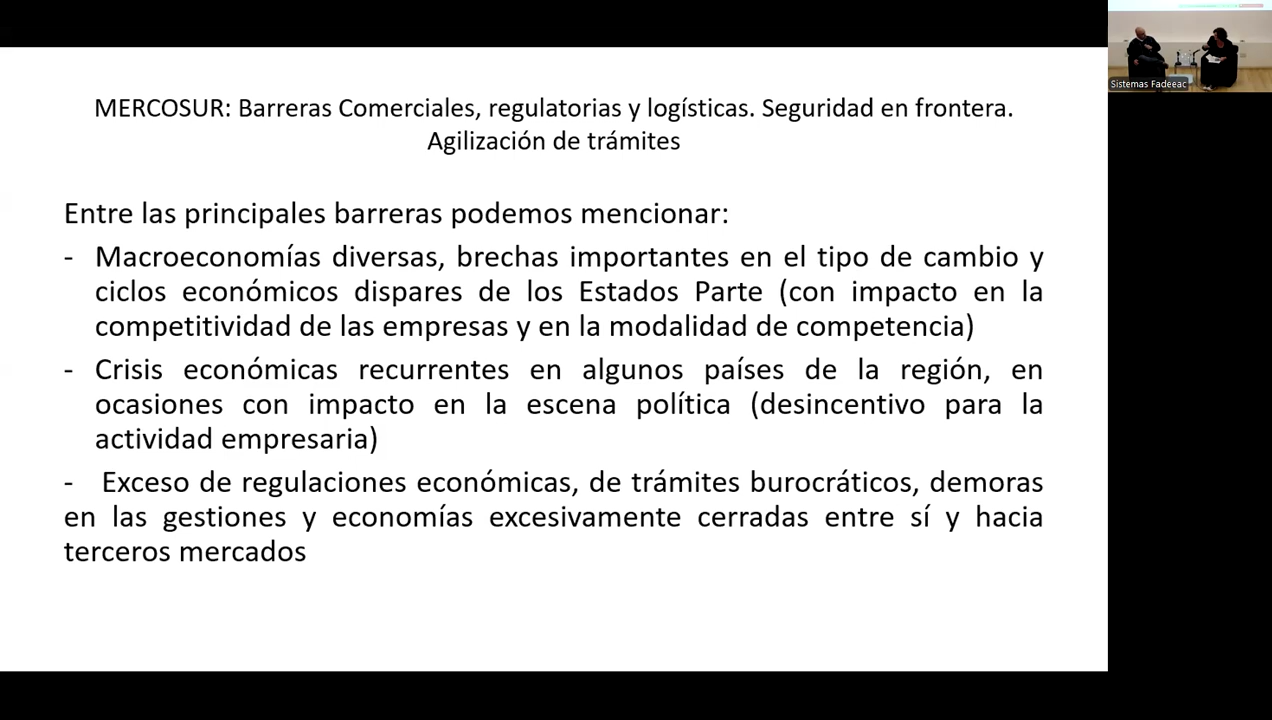 MERCOSUR: Barreras Comerciales, regulatorias y logísticas. Seguridad en frontera.
Agilización de trámites
Entre las principales barreras podemos mencionar:
- Macroeconomías diversas, brechas importantes en el tipo de cambio y
ciclos económicos dispares de los Estados Parte (con impacto en la
competitividad de las empresas y en la modalidad de competencia)
- Crisis económicas recurrentes en algunos países de la región, en
ocasiones con impacto en la escena política (desincentivo para la
actividad empresaria)
- Exceso de regulaciones económicas, de trámites burocráticos, demoras
en las gestiones y economías excesivamente cerradas entre sí y hacia
terceros mercados
Sistemas Fadeeac